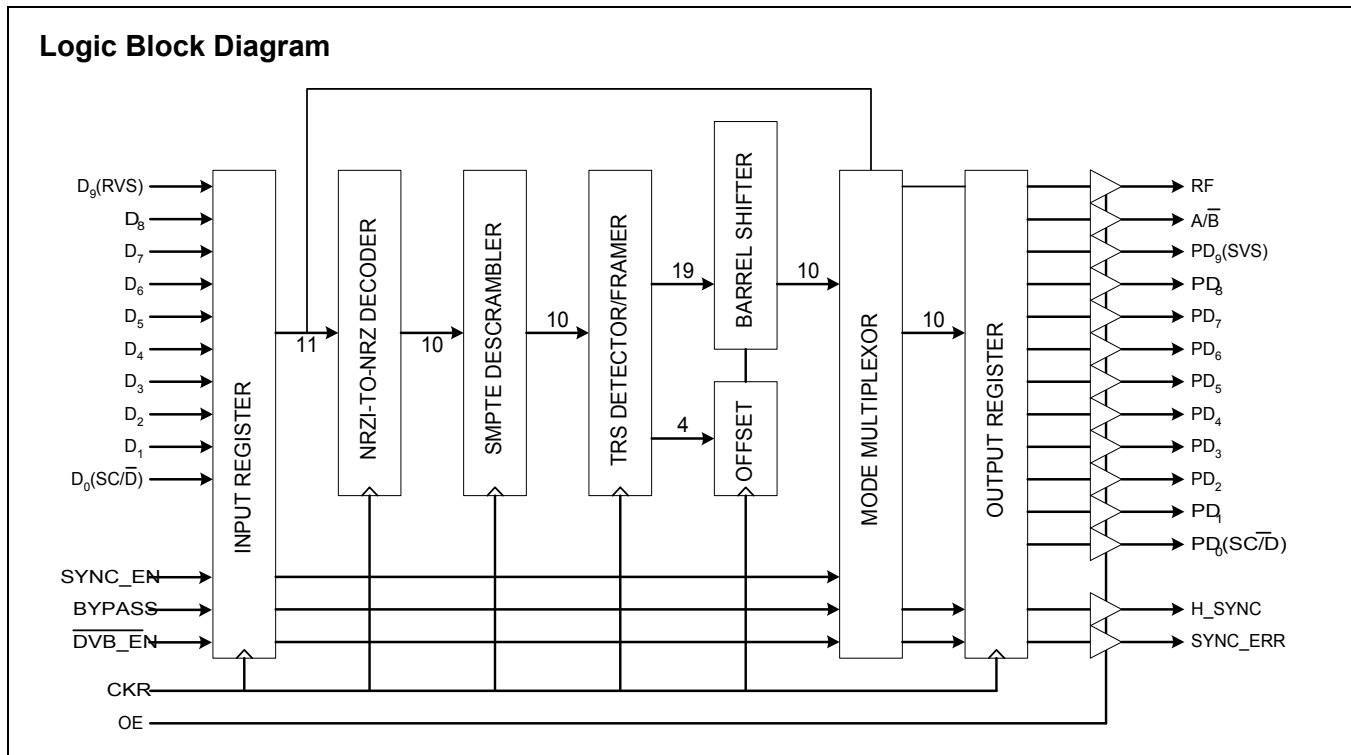 Logic Block Diagram
D₉(RVS)
D₈
D₇
D₆
D₅
D₄
D₃
D₂
D₁
D₀(SC/D̅)
SYNC_EN
BYPASS
D̅V̅B̅_̅E̅N̅
CKR
OE
INPUT REGISTER
11
NRZI-TO-NRZ DECODER
10
SMPTE DESCRAMBLER
10
TRS DETECTOR/FRAMER
19
4
BARREL SHIFTER
OFFSET
10
MODE MULTIPLEXOR
10
OUTPUT REGISTER
RF
A/B̅
PD₉(SVS)
PD₈
PD₇
PD₆
PD₅
PD₄
PD₃
PD₂
PD₁
PD₀(SC/D̅)
H_SYNC
SYNC_ERR